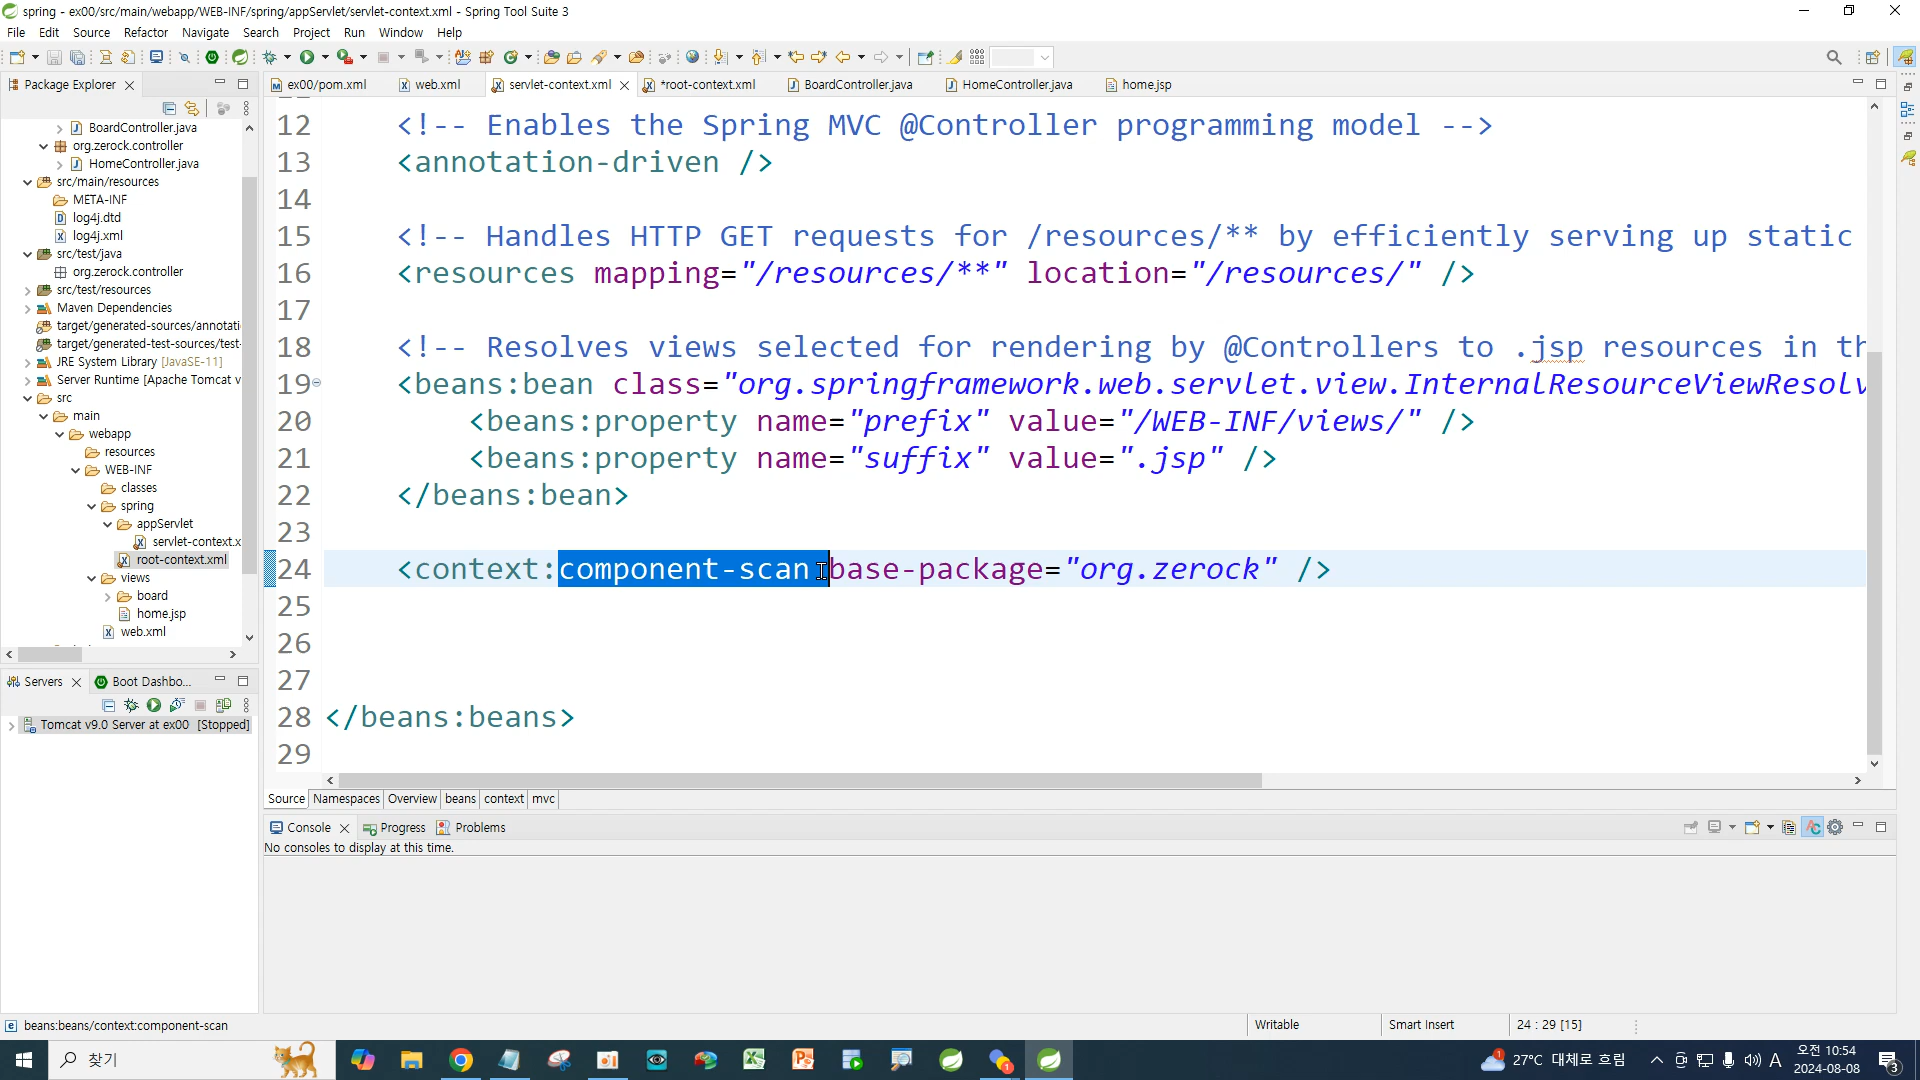 spring - ex00/src/main/webapp/WEB-INF/spring/appServlet/servlet-context.xml - Spring Tool Suite 3
File Edit Source Refactor Navigate Search Project Run Window Help
Package Explorer
ex00/pom.xml web.xml servlet-context.xml *root-context.xml BoardController.java HomeController.java home.jsp
BoardController.java
org.zerock.controller
HomeController.java
src/main/resources
META-INF
log4j.dtd
log4j.xml
src/test/java
org.zerock.controller
src/test/resources
Maven Dependencies
target/generated-sources/annotati
target/generated-test-sources/test-
JRE System Library [JavaSE-11]
Server Runtime [Apache Tomcat v
src
main
webapp
resources
WEB-INF
classes
spring
appServlet
servlet-context.x
root-context.xml
views
board
home.jsp
web.xml
12 <!-- Enables the Spring MVC @Controller programming model -->
13 <annotation-driven />
14
15 <!-- Handles HTTP GET requests for /resources/** by efficiently serving up static
16 <resources mapping="/resources/**" location="/resources/" />
17
18 <!-- Resolves views selected for rendering by @Controllers to .jsp resources in th
19 <beans:bean class="org.springframework.web.servlet.view.InternalResourceViewResolv
20 <beans:property name="prefix" value="/WEB-INF/views/" />
21 <beans:property name="suffix" value=".jsp" />
22 </beans:bean>
23
24 <context:component-scan base-package="org.zerock" />
25
26
27
28 </beans:beans>
29
Source Namespaces Overview beans context mvc
Servers Boot Dashbo...
Tomcat v9.0 Server at ex00 [Stopped]
Console Progress Problems
No consoles to display at this time.
beans:beans/context:component-scan Writable Smart Insert 24 : 29 [15]
찾기
27°C 대체로 흐림
A
오전 10:54
2024-08-08
3